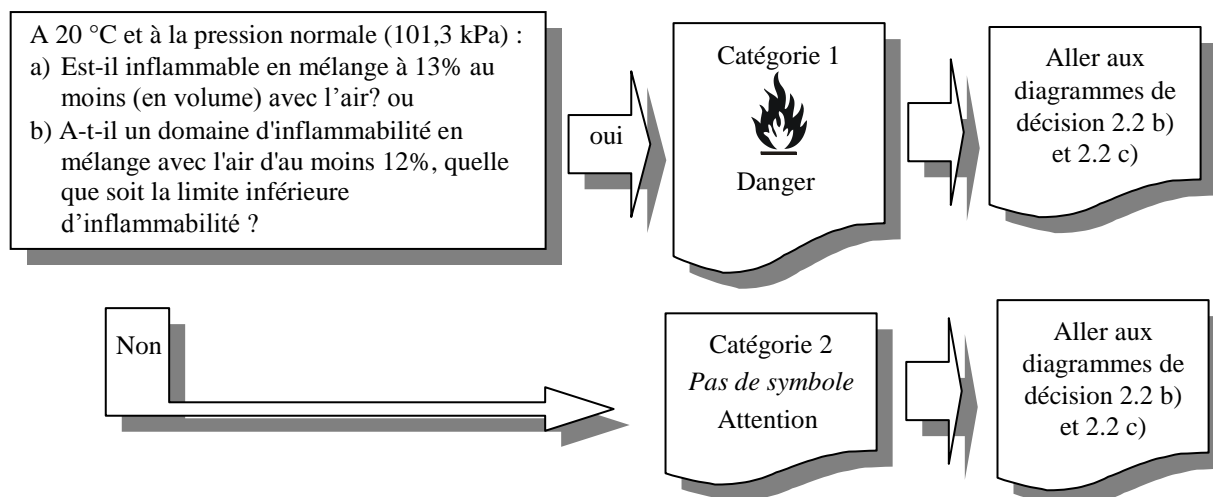 A 20 °C et à la pression normale (101,3 kPa) :
a) Est-il inflammable en mélange à 13% au
moins (en volume) avec l’air? ou
b) A-t-il un domaine d'inflammabilité en
mélange avec l'air d'au moins 12%, quelle
que soit la limite inférieure
d’inflammabilité ?
oui
Catégorie 1
Danger
Aller aux
diagrammes de
décision 2.2 b)
et 2.2 c)
Non
Catégorie 2
Pas de symbole
Attention
Aller aux
diagrammes de
décision 2.2 b)
et 2.2 c)